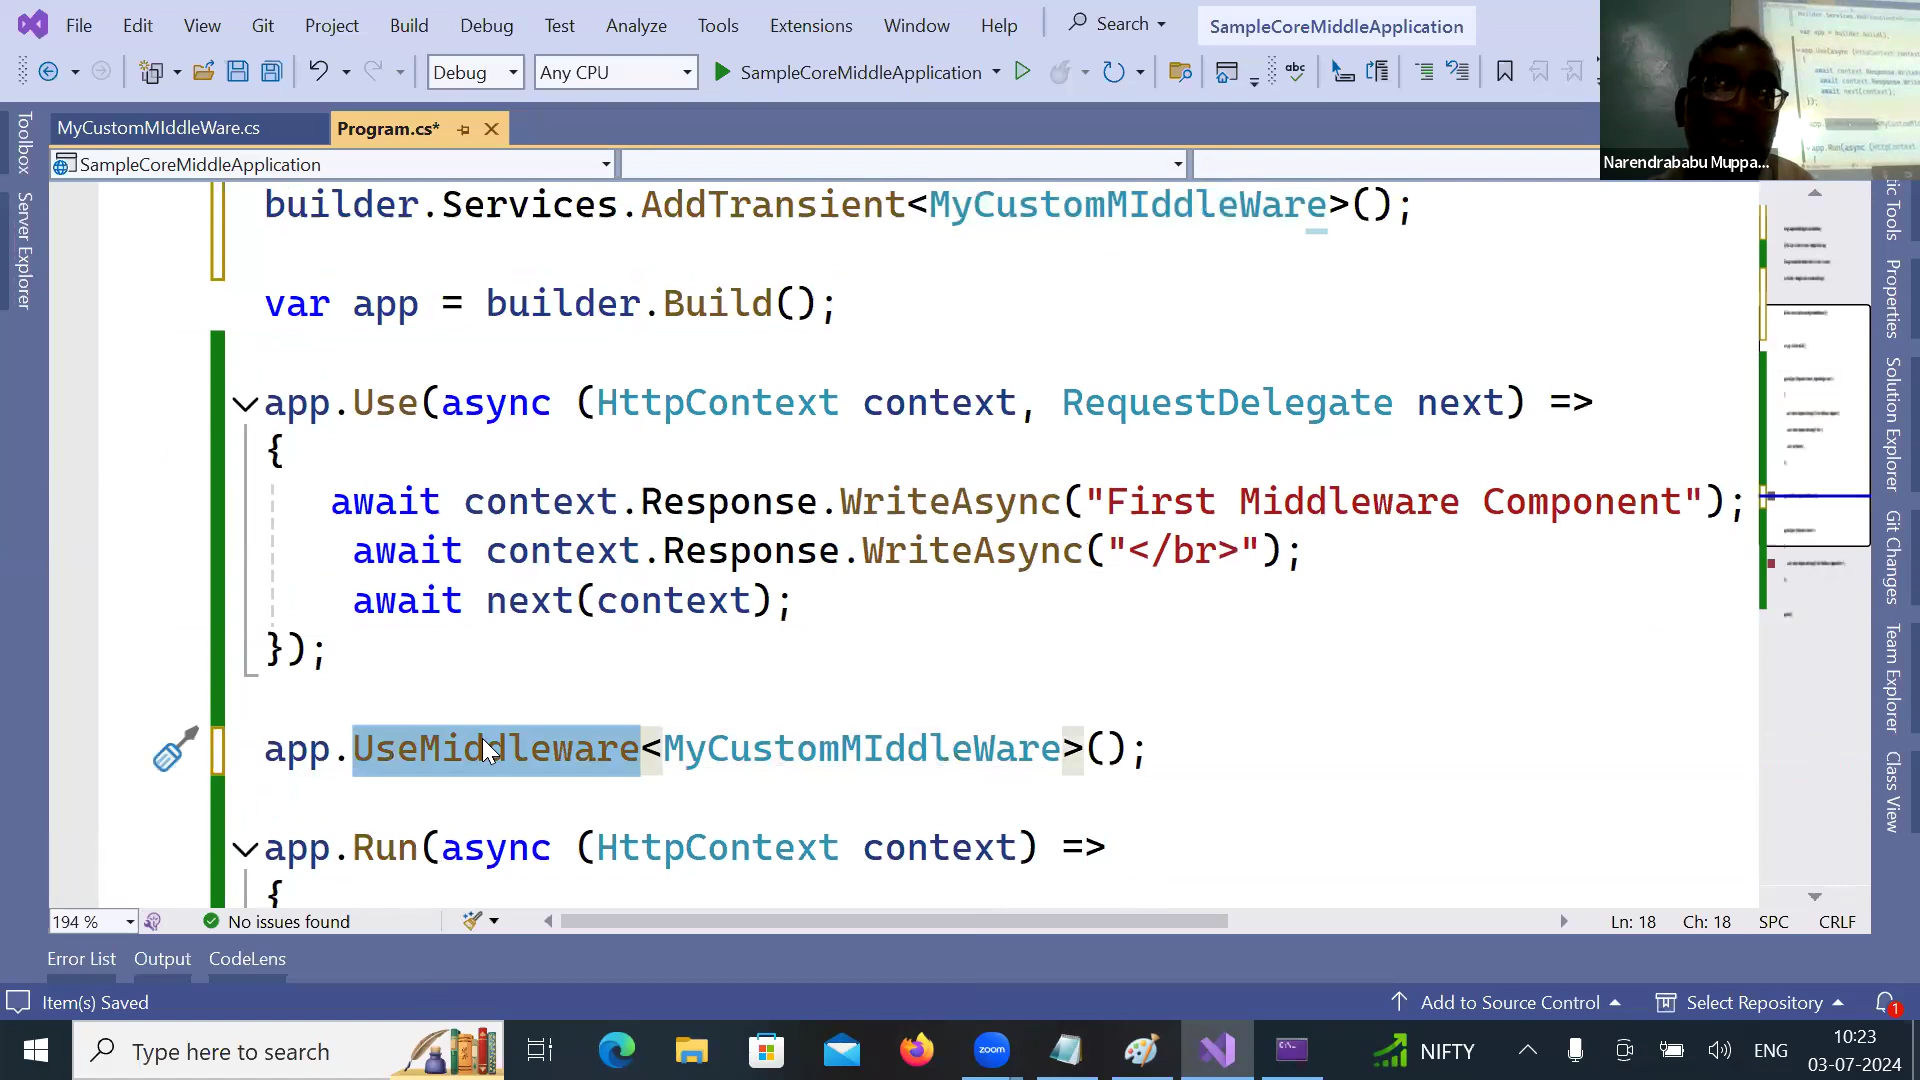 File Edit View Git Project Build Debug Test Analyze Tools Extensions Window Help Search SampleCoreMiddleApplication
Debug Any CPU SampleCoreMiddleApplication
MyCustomMIddleWare.cs Program.cs*
SampleCoreMiddleApplication
Narendrababu Muppa...
Toolbox
Server Explorer
builder.Services.AddTransient<MyCustomMIddleWare>();
var app = builder.Build();
app.Use(async (HttpContext context, RequestDelegate next) =>
{
await context.Response.WriteAsync("First Middleware Component");
await context.Response.WriteAsync("</br>");
await next(context);
});
app.UseMiddleware<MyCustomMIddleWare>();
app.Run(async (HttpContext context) =>
{
Tools
Properties
Solution Explorer
Git Changes
Team Explorer
Class View
194 % No issues found Ln: 18 Ch: 18 SPC CRLF
Error List Output CodeLens
Item(s) Saved Add to Source Control Select Repository 1
Type here to search zoom NIFTY ENG 10:23
03-07-2024